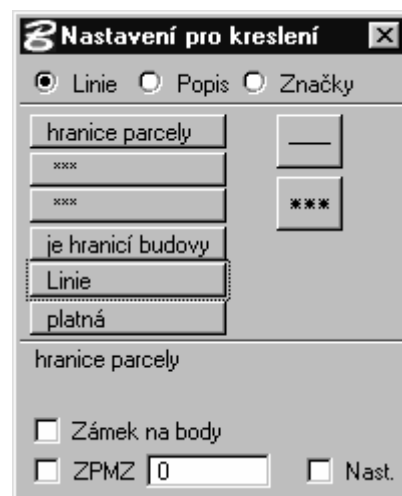 Nastavení pro kreslení
Linie Popis Značky
hranice parcely
***
***
***
je hranicí budovy
Linie
platná
hranice parcely
Zámek na body
ZPMZ 0 Nast.